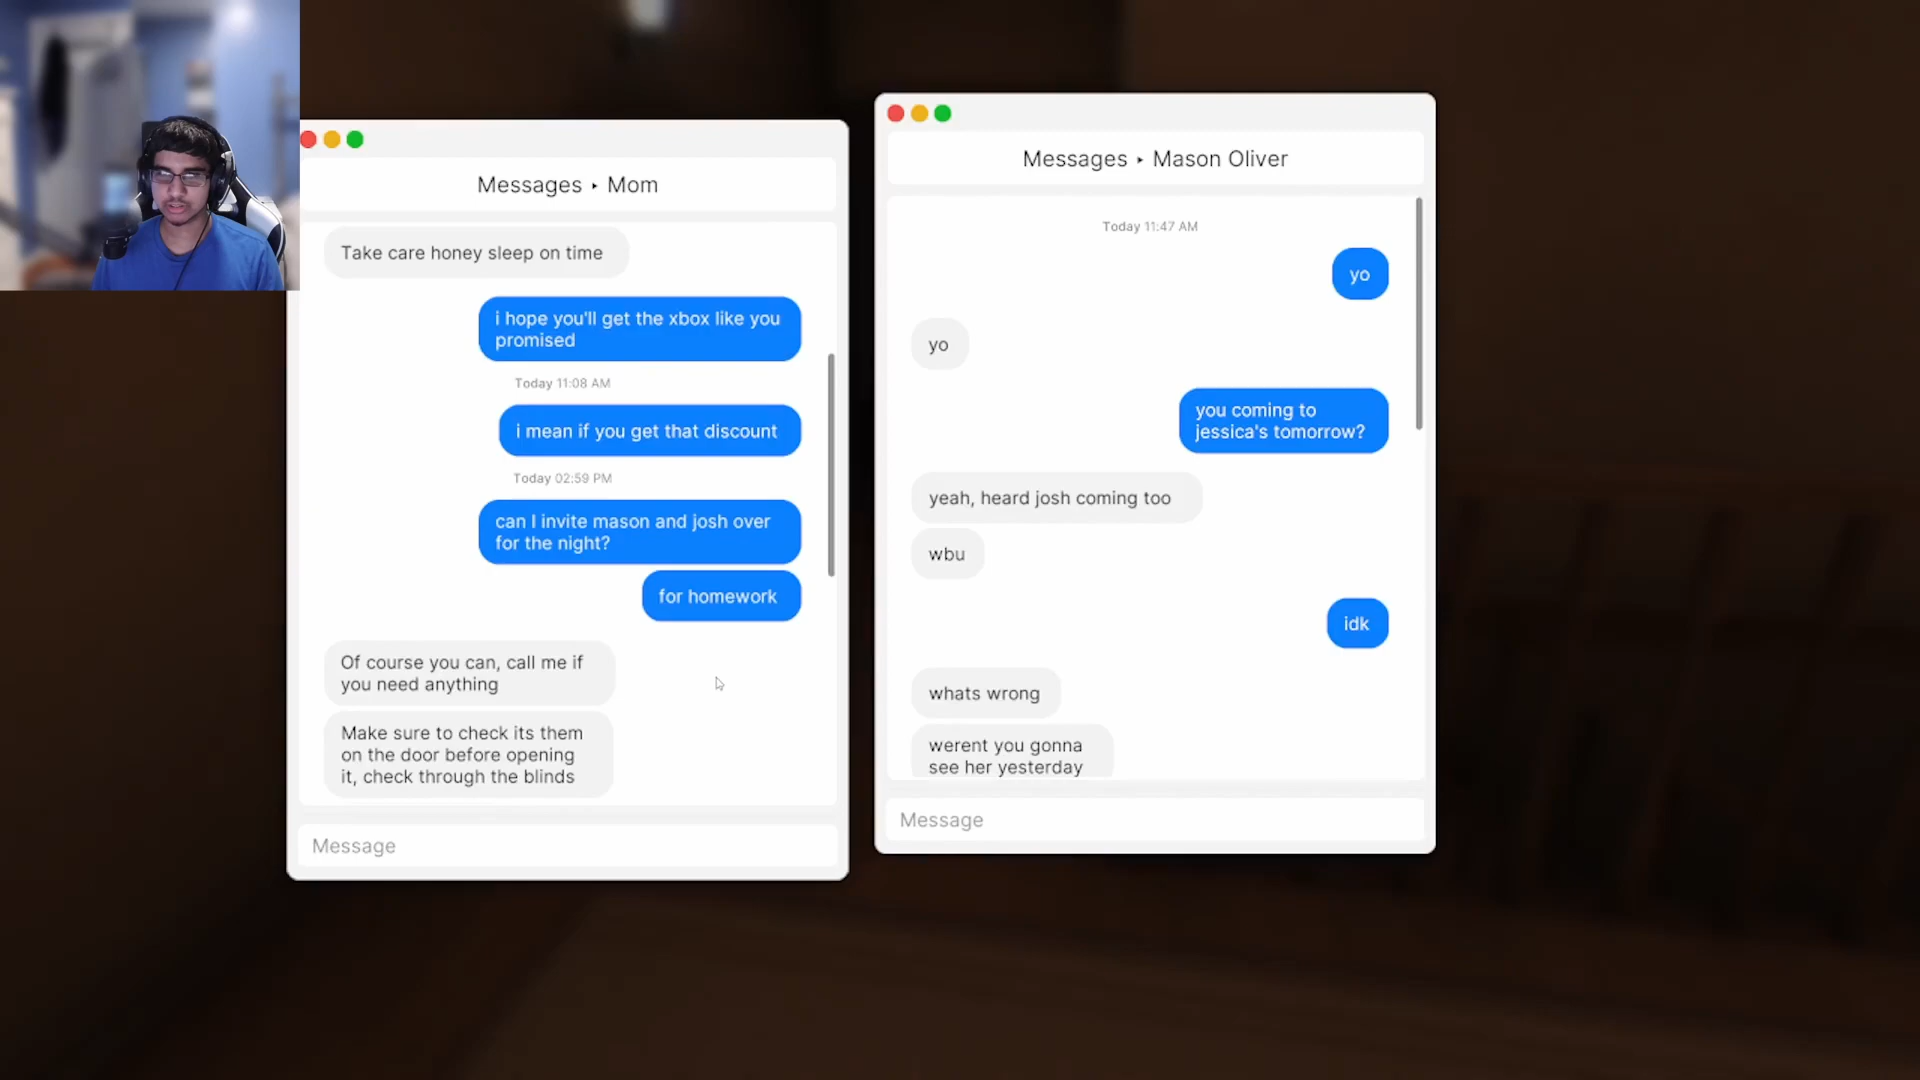 Messages ▸ Mom
Take care honey sleep on time
i hope you'll get the xbox like you
promised
Today 11:08 AM
i mean if you get that discount
Today 02:59 PM
can I invite mason and josh over
for the night?
for homework
Of course you can, call me if
you need anything
Make sure to check its them
on the door before opening
it, check through the blinds
Message
Messages ▸ Mason Oliver
Today 11:47 AM
yo
yo
you coming to
jessica's tomorrow?
yeah, heard josh coming too
wbu
idk
whats wrong
werent you gonna
see her yesterday
Message